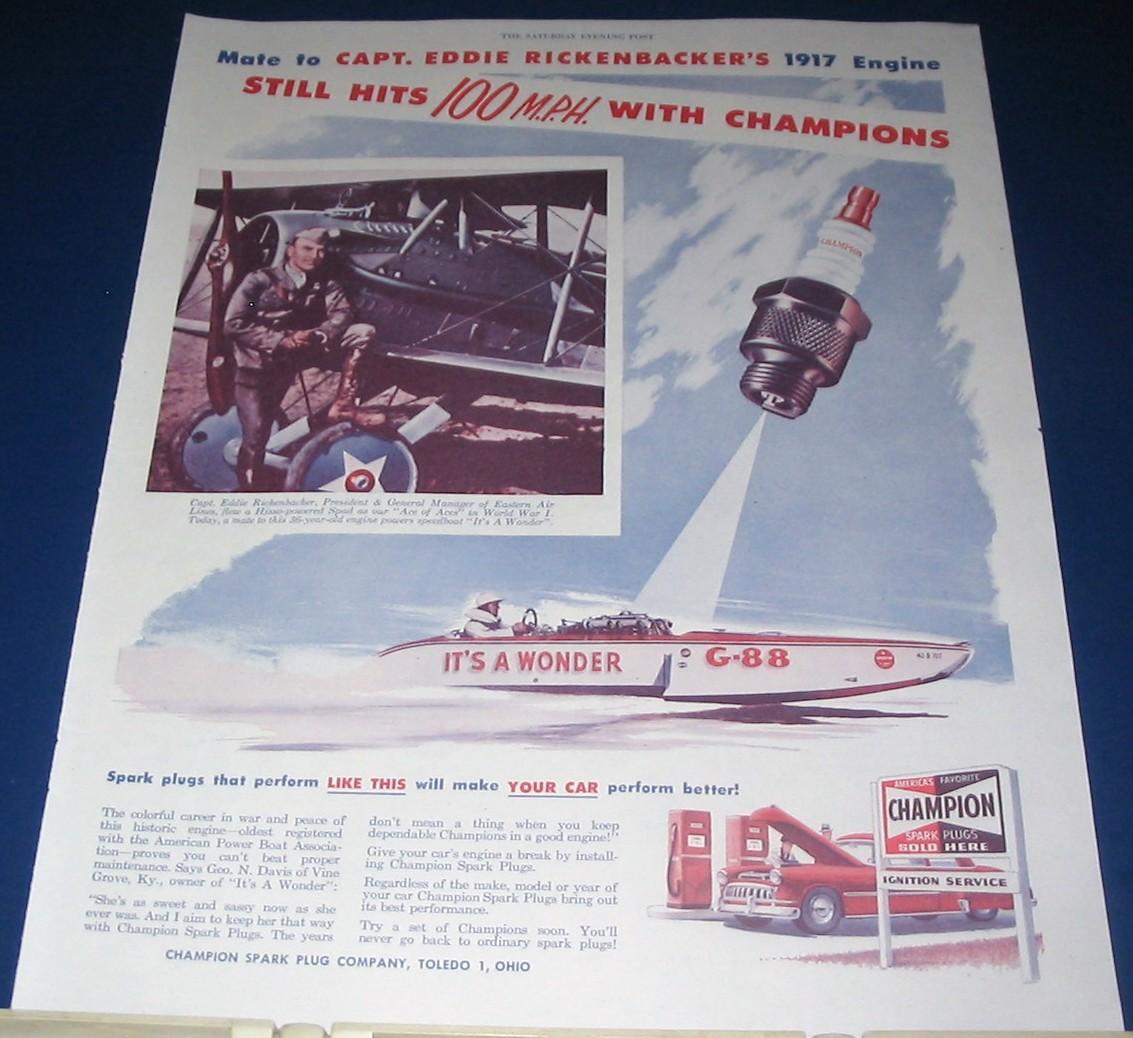 THE SATURDAY EVENING POST
Mate to CAPT. EDDIE RICKENBACKER'S 1917 Engine
STILL HITS 100 M.P.H. WITH CHAMPIONS
CHAMPION
Capt. Eddie Rickenbacker, President & General Manager of Eastern Air
Lines, flew a Hisso-powered Spad as our "Ace of Aces" in World War I.
Today, a mate to this 36-year-old engine powers speedboat "It's A Wonder".
IT'S A WONDER
G-88
Spark plugs that perform LIKE THIS will make YOUR CAR perform better!
The colorful career in war and peace of
this historic engine—oldest registered
with the American Power Boat Associa-
tion—proves you can't beat proper
maintenance. Says Geo. N. Davis of Vine
Grove, Ky., owner of "It's A Wonder":
"She's as sweet and sassy now as she
ever was. And I aim to keep her that way
with Champion Spark Plugs. The years
don't mean a thing when you keep
dependable Champions in a good engine!"
Give your car's engine a break by install-
ing Champion Spark Plugs.
Regardless of the make, model or year of
your car Champion Spark Plugs bring out
its best performance.
Try a set of Champions soon. You'll
never go back to ordinary spark plugs!
CHAMPION SPARK PLUG COMPANY, TOLEDO 1, OHIO
AMERICA'S FAVORITE
CHAMPION
SPARK PLUGS
SOLD HERE
IGNITION SERVICE